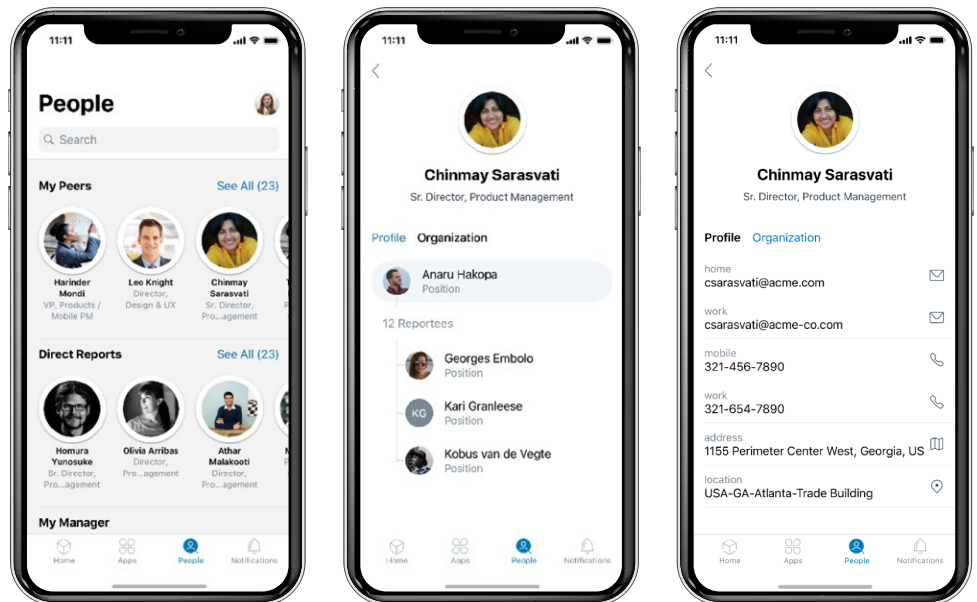 11:11
People
Search
My Peers
See All (23)
Harinder
Mondi
VP, Products /
Mobile PM
Leo Knight
Director,
Design & UX
Chinmay
Sarasvati
Sr. Director,
Pro...agement
Direct Reports
See All (23)
Homura
Yunosuke
Sr. Director,
Pro...agement
Olivia Arribas
Director,
Pro...agement
Athar
Malakooti
Director,
Pro...agement
My Manager
Home
Apps
People
Notifications
11:11
Chinmay Sarasvati
Sr. Director, Product Management
Profile Organization
Anaru Hakopa
Position
12 Reportees
Georges Embolo
Position
KG
Kari Granleese
Position
Kobus van de Vegte
Position
Home
Apps
People
Notifications
11:11
Chinmay Sarasvati
Sr. Director, Product Management
Profile Organization
home
csarasvati@acme.com
work
csarasvati@acme-co.com
mobile
321-456-7890
work
321-654-7890
address
1155 Perimeter Center West, Georgia, US
location
USA-GA-Atlanta-Trade Building
Home
Apps
People
Notifications